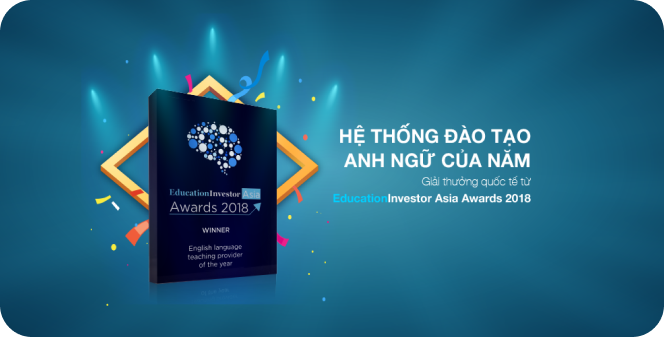 EducationInvestor Asia
Awards 2018
WINNER
English language
teaching provider
of the year
HỆ THỐNG ĐÀO TẠO
ANH NGỮ CỦA NĂM
Giải thưởng quốc tế từ
EducationInvestor Asia Awards 2018